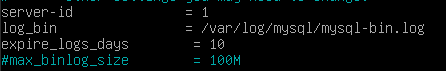 server-id = 1
log_bin = /var/log/mysql/mysql-bin.log
expire_logs_days = 10
#max_binlog_size = 100M